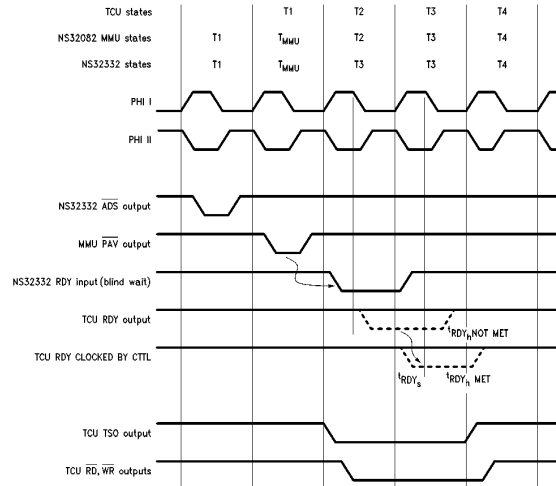 TCU states T1 T2 T3 T4
NS32082 MMU states T1 TMMU T2 T3 T4
NS32332 states T1 TMMU T3 T3 T4
PHI I
PHI II
NS32332 ADS output
MMU PAV output
NS32332 RDY input (blind wait)
TCU RDY output
tRDYh NOT MET
TCU RDY CLOCKED BY CTTL
tRDYs tRDYh MET
TCU TSO output
TCU RD, WR outputs